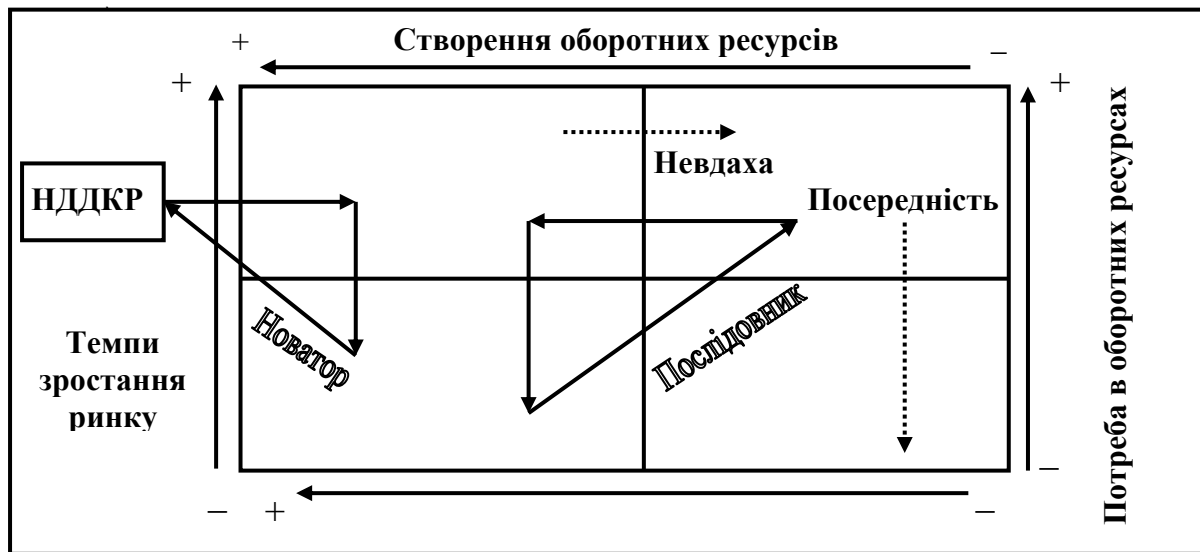 +
Створення оборотних ресурсів
–
+
+
Невдаха
НДДКР
Посередність
Новатор
Послідовник
Темпи
зростання
ринку
Потреба в оборотних ресурсах
–
–
+
–